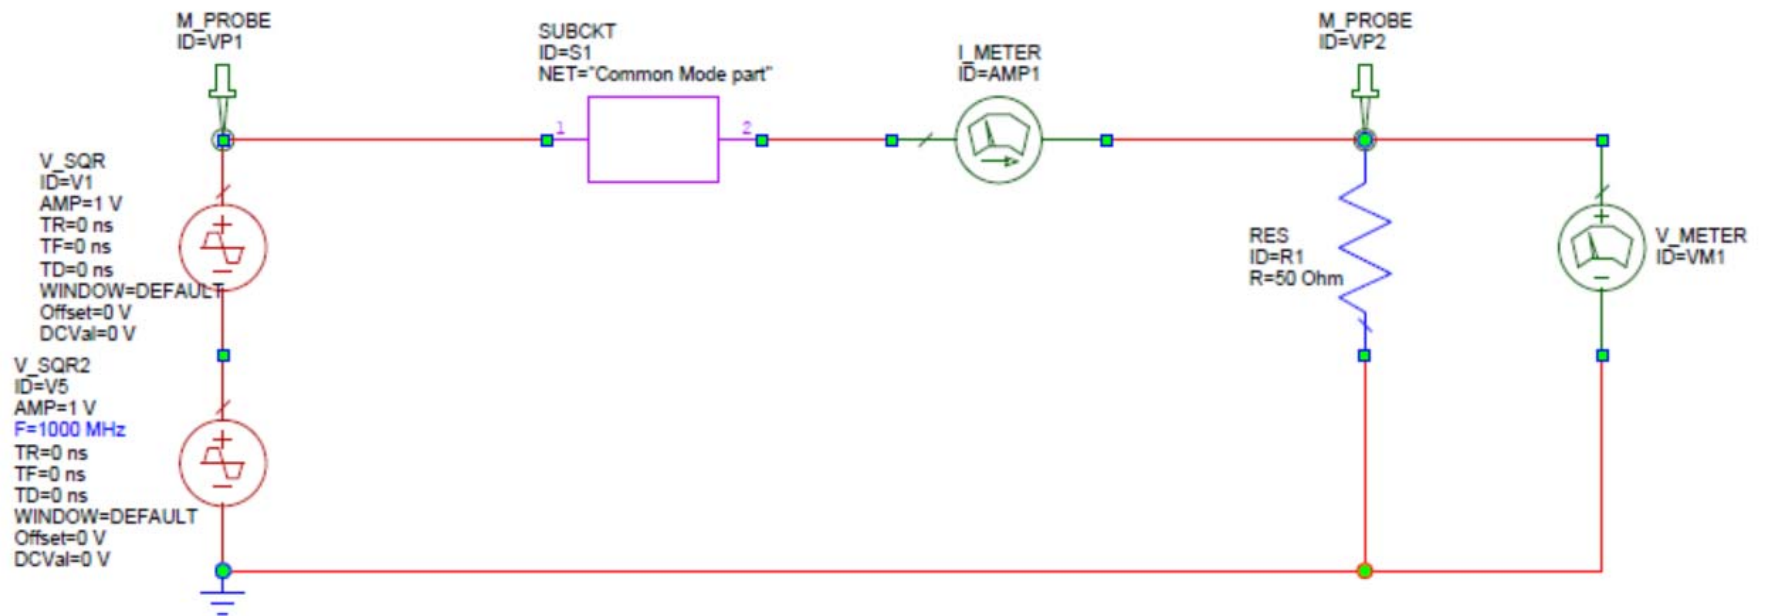 M_PROBE
ID=VP1
SUBCKT
ID=S1
NET="Common Mode part"
I_METER
ID=AMP1
M_PROBE
ID=VP2
1
2
V_SQR
ID=V1
AMP=1 V
TR=0 ns
TF=0 ns
TD=0 ns
WINDOW=DEFAULT
Offset=0 V
DCVal=0 V
RES
ID=R1
R=50 Ohm
V_METER
ID=VM1
V_SQR2
ID=V5
AMP=1 V
F=1000 MHz
TR=0 ns
TF=0 ns
TD=0 ns
WINDOW=DEFAULT
Offset=0 V
DCVal=0 V